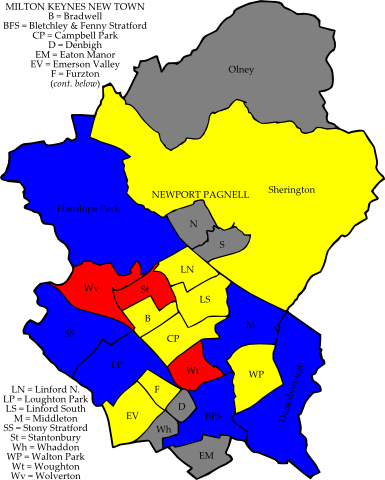 MILTON KEYNES NEW TOWN
B = Bradwell
BFS = Bletchley & Fenny Stratford
CP = Campbell Park
D = Denbigh
EM = Eaton Manor
EV = Emerson Valley
F = Furzton
(cont. below)
Olney
Hanslope Park
NEWPORT PAGNELL
Sherington
N
S
LN
Wv
St
LS
B
M
SS
CP
LP
Wt
WP
Danesborough
F
D
EV
BFS
Wh
EM
LN = Linford N.
LP = Loughton Park
LS = Linford South
M = Middleton
SS = Stony Stratford
St = Stantonbury
Wh = Whaddon
WP = Walton Park
Wt = Woughton
Wv = Wolverton